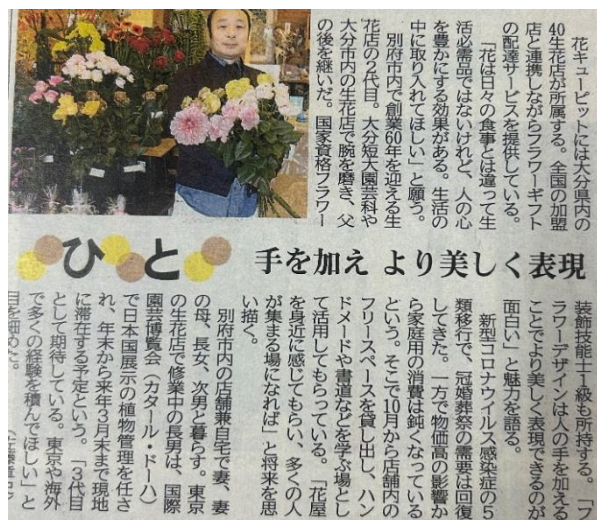 花キューピットには大分県内の
40生花店が所属する。全国の加盟
店と連携しながらフラワーギフト
の配達サービスを提供している。
「花は日々の食事とは違って生
活必需品ではないけれど、人の心
を豊かにする効果がある。生活の
中に取り入れてほしい」と願う。
別府市内で創業60年を迎える生
花店の2代目。大分短大園芸科や
大分市内の生花店で腕を磨き、父
の後を継いだ。国家資格フラワー
ひと
手を加え より美しく表現
装飾技能士1級も所持する。「フ
ラワーデザインは人の手を加える
ことでより美しく表現できるのが
面白い」と魅力を語る。
新型コロナウイルス感染症の5
類移行で、冠婚葬祭の需要は回復
してきた。一方で物価高の影響か
ら家庭用の消費は鈍くなっている
という。そこで10月から店舗内の
フリースペースを貸し出し、ハン
ドメードや書道などを学ぶ場とし
て活用してもらっている。「花屋
を身近に感じてもらい、多くの人
が集まる場になれば」と将来を思
い描く。
別府市内の店舗兼自宅で妻、妻
の母、長女、次男と暮らす。東京
の生花店で修業中の長男は、国際
園芸博覧会（カタール・ドーハ）
で日本国展示の植物管理を任さ
れ、年末から来年3月末まで現地
に滞在する予定という。「3代目
として期待している。東京や海外
で多くの経験を積んでほしい」と
目を細めた。